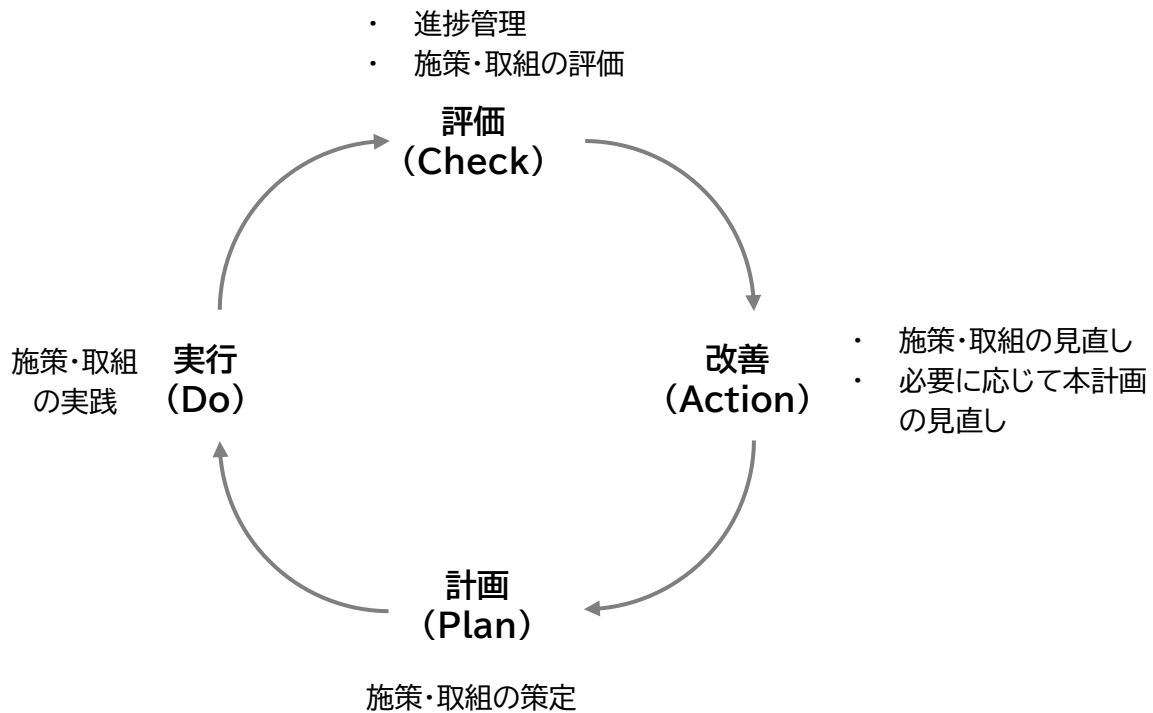 ・ 進捗管理
・ 施策・取組の評価
評価
(Check)
施策・取組
の実践
実行
(Do)
改善
(Action)
・ 施策・取組の見直し
・ 必要に応じて本計画
の見直し
計画
(Plan)
施策・取組の策定